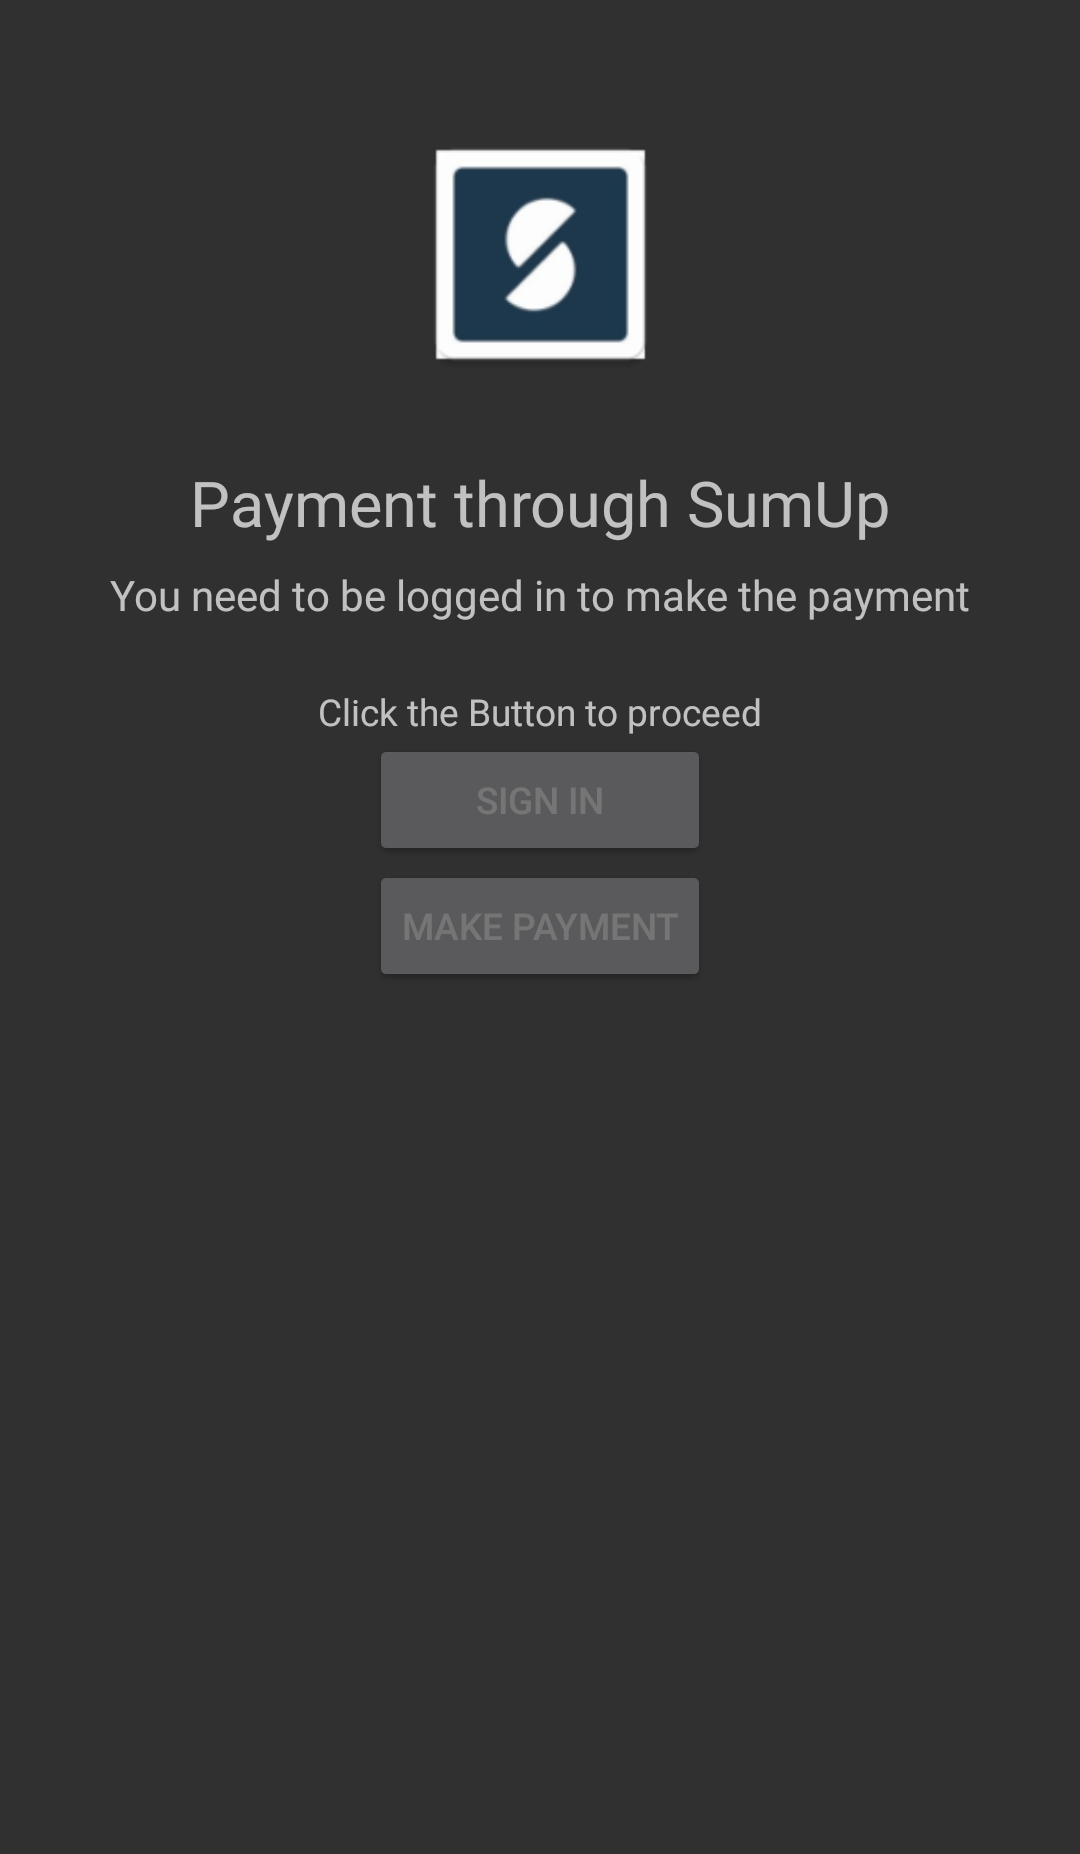 Payment through SumUp
You need to be logged in to make the payment
Click the Button to proceed
SIGN IN
MAKE PAYMENT